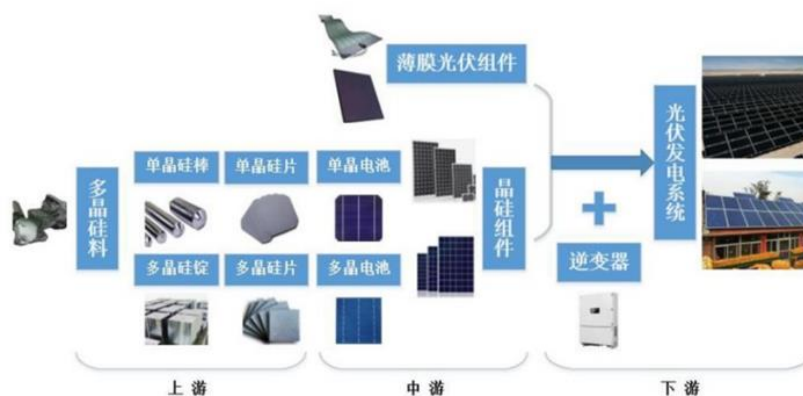 薄膜光伏组件
多晶硅料
单晶硅棒
单晶硅片
单晶电池
多晶硅锭
多晶硅片
多晶电池
晶硅组件
逆变器
光伏发电系统
上游
中游
下游